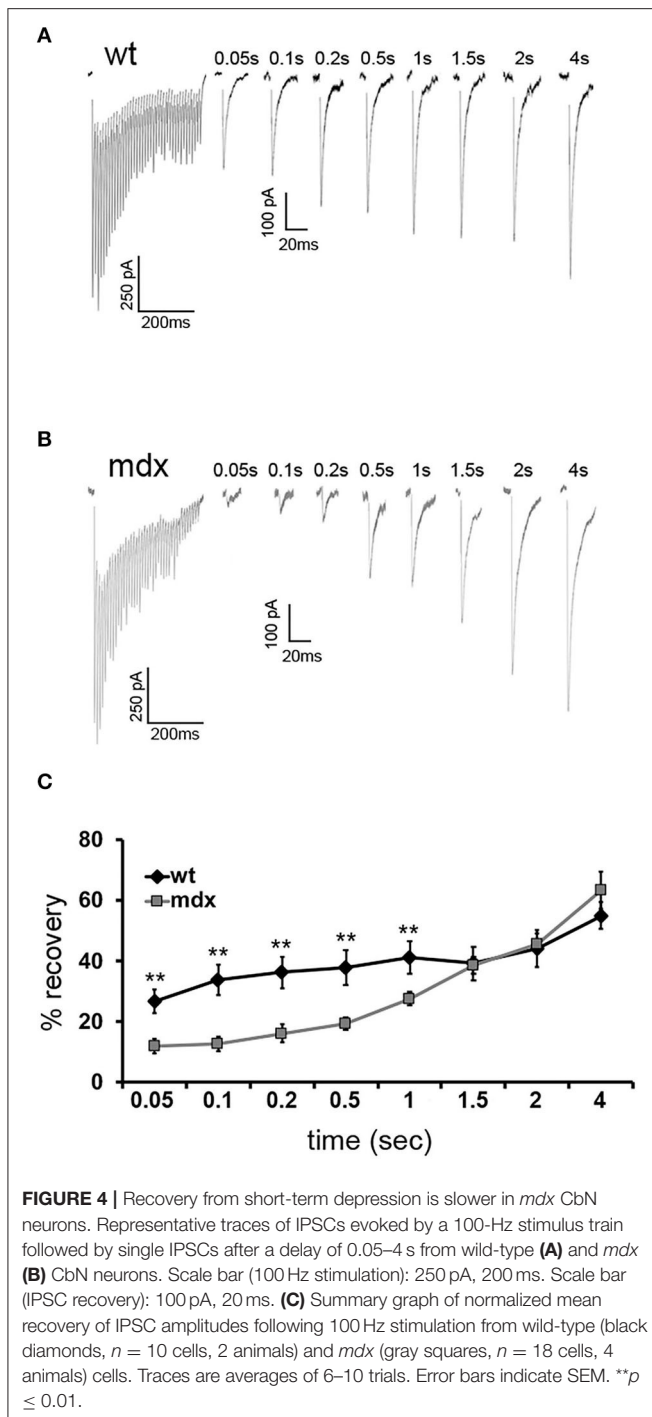 A
wt
0.05s 0.1s 0.2s 0.5s 1s 1.5s 2s 4s
100 pA
20ms
250 pA
200ms
B
mdx
0.05s 0.1s 0.2s 0.5s 1s 1.5s 2s 4s
100 pA
20ms
250 pA
200ms
C
80
60
40
20
0
% recovery
wt
mdx
** ** ** ** **
0.05 0.1 0.2 0.5 1 1.5 2 4
time (sec)
FIGURE 4 | Recovery from short-term depression is slower in mdx CbN
neurons. Representative traces of IPSCs evoked by a 100-Hz stimulus train
followed by single IPSCs after a delay of 0.05–4 s from wild-type (A) and mdx
(B) CbN neurons. Scale bar (100 Hz stimulation): 250 pA, 200 ms. Scale bar
(IPSC recovery): 100 pA, 20 ms. (C) Summary graph of normalized mean
recovery of IPSC amplitudes following 100 Hz stimulation from wild-type (black
diamonds, n = 10 cells, 2 animals) and mdx (gray squares, n = 18 cells, 4
animals) cells. Traces are averages of 6–10 trials. Error bars indicate SEM. **p
≤ 0.01.